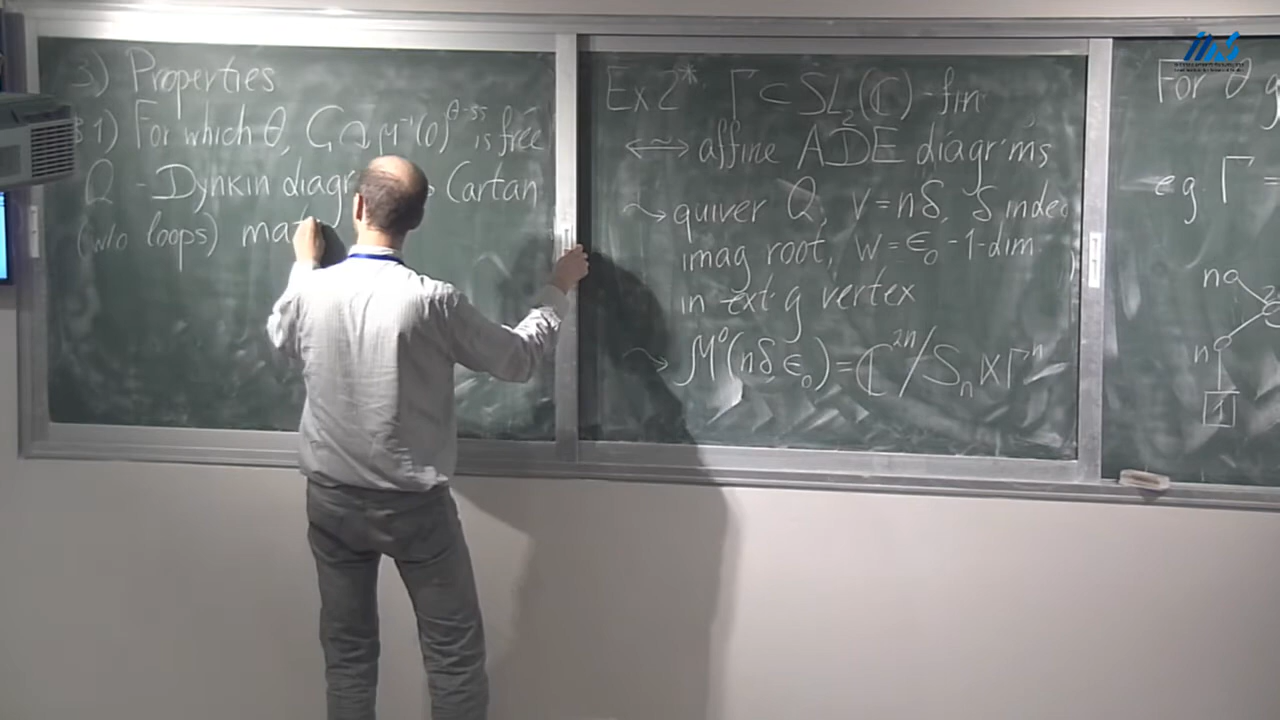 3) Properties
3.1) For which θ, G ↷ μ⁻¹(0)^{θ-ss} is free
Q - Dynkin diagr Cartan
(w/o loops) mat
Ex 2* Γ ⊂ SL₂(ℂ) - fin
⟷ affine ADE diagr'ms
⇝ quiver Q, v = nδ, δ indec
imag root, w = ε₀ - 1-dim
in ext'g vertex
⇝ M⁰(nδ, ε₀) = ℂ²ⁿ/S_n ⋉ Γⁿ
For θ g
e.g. Γ =
n
1